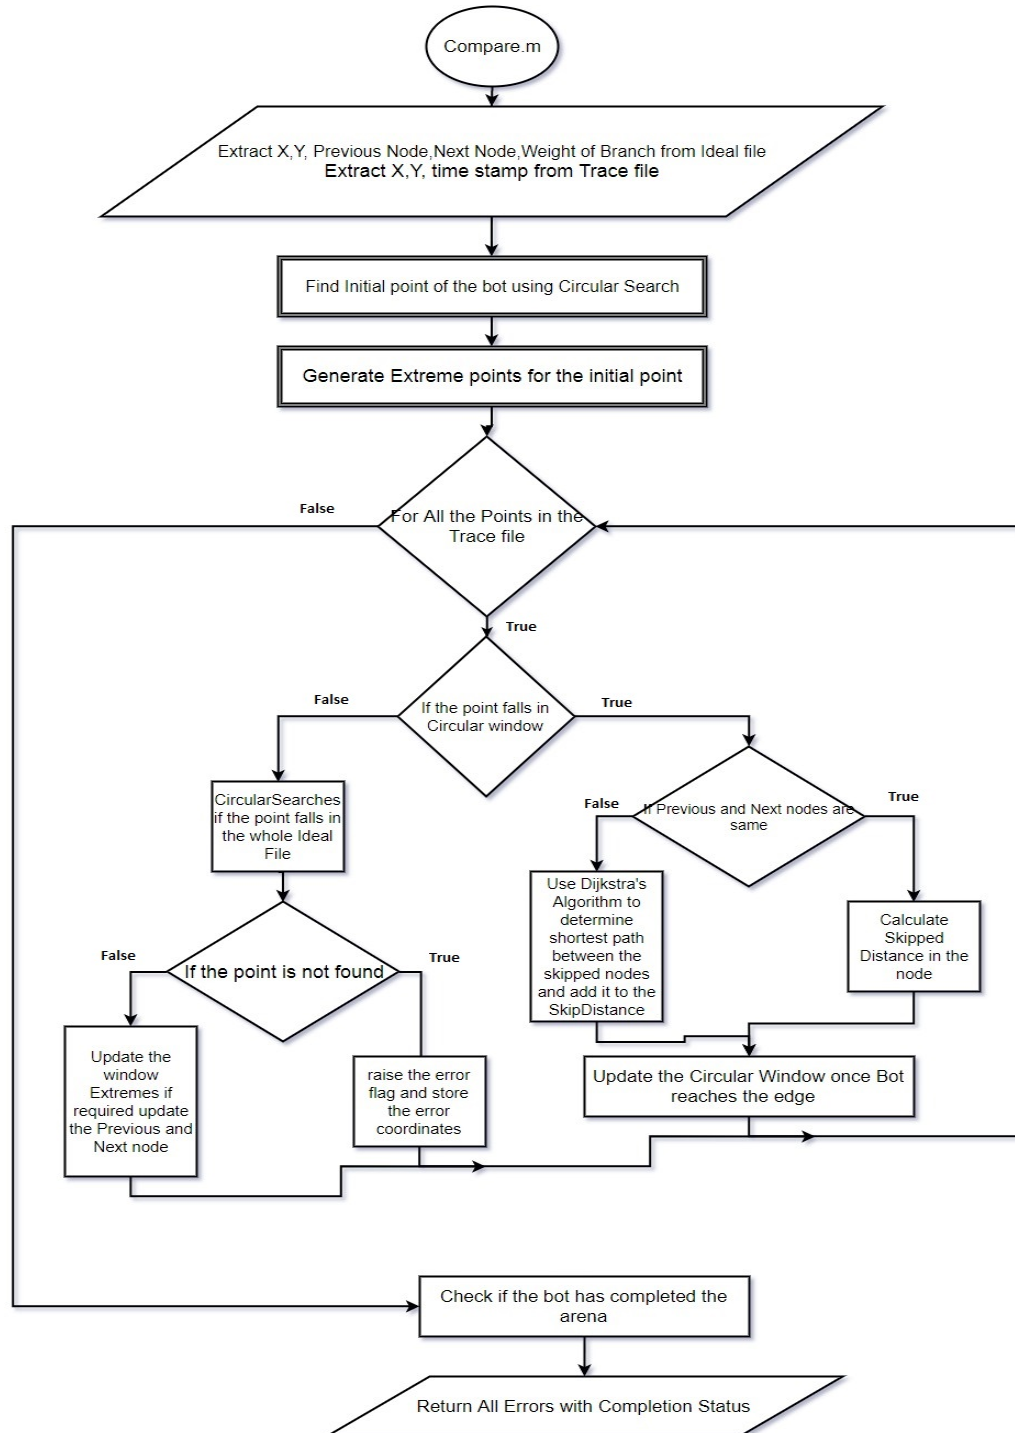 Compare.m
Extract X,Y, Previous Node,Next Node,Weight of Branch from Ideal file
Extract X,Y, time stamp from Trace file
Find Initial point of the bot using Circular Search
Generate Extreme points for the initial point
False
For All the Points in the
Trace file
True
False
If the point falls in
Circular window
True
CircularSearches
if the point falls in
the whole Ideal
File
False
If Previous and Next nodes are
same
True
Use Dijkstra's
Algorithm to
determine
shortest path
between the
skipped nodes
and add it to the
SkipDistance
Calculate
Skipped
Distance in the
node
False
If the point is not found
True
Update the
window
Extremes if
required update
the Previous and
Next node
raise the error
flag and store
the error
coordinates
Update the Circular Window once Bot
reaches the edge
Check if the bot has completed the
arena
Return All Errors with Completion Status